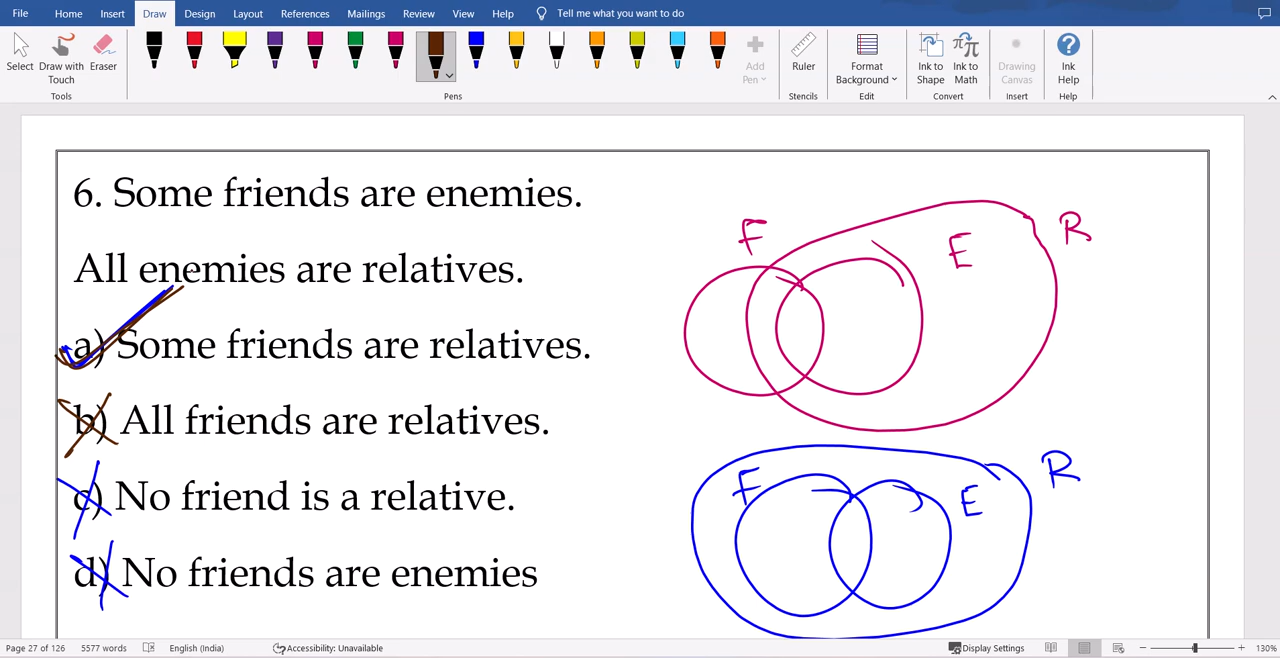 File Home Insert Draw Design Layout References Mailings Review View Help Tell me what you want to do
Select Draw with Touch Eraser Add Pen Ruler Format Background Ink to Shape Ink to Math Drawing Canvas Ink Help
Tools Pens Stencils Edit Convert Insert Help
6. Some friends are enemies.
All enemies are relatives.
a) Some friends are relatives.
b) All friends are relatives.
c) No friend is a relative.
d) No friends are enemies
F E R
F E R
Page 27 of 126 5577 words English (India) Accessibility: Unavailable Display Settings 130%